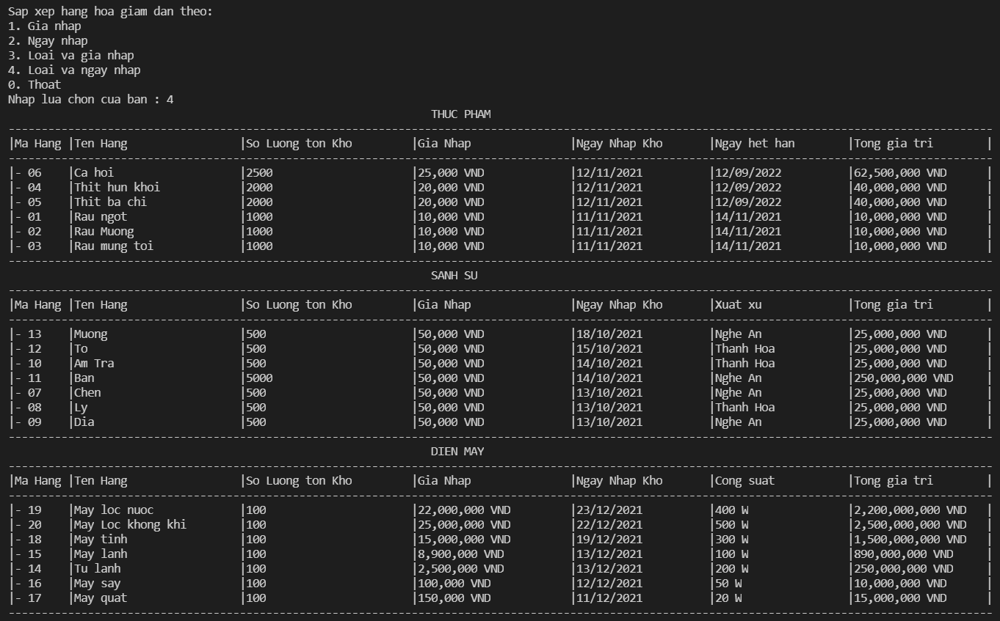 Sap xep hang hoa giam dan theo:
1. Gia nhap
2. Ngay nhap
3. Loai va gia nhap
4. Loai va ngay nhap
0. Thoat
Nhap lua chon cua ban : 4
THUC PHAM
|Ma Hang |Ten Hang |So Luong ton Kho |Gia Nhap |Ngay Nhap Kho |Ngay het han |Tong gia tri |
|- 06 |Ca hoi |2500 |25,000 VND |12/11/2021 |12/09/2022 |62,500,000 VND |
|- 04 |Thit hun khoi |2000 |20,000 VND |12/11/2021 |12/09/2022 |40,000,000 VND |
|- 05 |Thit ba chi |2000 |20,000 VND |12/11/2021 |12/09/2022 |40,000,000 VND |
|- 01 |Rau ngot |1000 |10,000 VND |11/11/2021 |14/11/2021 |10,000,000 VND |
|- 02 |Rau Muong |1000 |10,000 VND |11/11/2021 |14/11/2021 |10,000,000 VND |
|- 03 |Rau mung toi |1000 |10,000 VND |11/11/2021 |14/11/2021 |10,000,000 VND |
SANH SU
|Ma Hang |Ten Hang |So Luong ton Kho |Gia Nhap |Ngay Nhap Kho |Xuat xu |Tong gia tri |
|- 13 |Muong |500 |50,000 VND |18/10/2021 |Nghe An |25,000,000 VND |
|- 12 |To |500 |50,000 VND |15/10/2021 |Thanh Hoa |25,000,000 VND |
|- 10 |Am Tra |500 |50,000 VND |14/10/2021 |Thanh Hoa |25,000,000 VND |
|- 11 |Ban |5000 |50,000 VND |14/10/2021 |Nghe An |250,000,000 VND |
|- 07 |Chen |500 |50,000 VND |13/10/2021 |Nghe An |25,000,000 VND |
|- 08 |Ly |500 |50,000 VND |13/10/2021 |Thanh Hoa |25,000,000 VND |
|- 09 |Dia |500 |50,000 VND |13/10/2021 |Nghe An |25,000,000 VND |
DIEN MAY
|Ma Hang |Ten Hang |So Luong ton Kho |Gia Nhap |Ngay Nhap Kho |Cong suat |Tong gia tri |
|- 19 |May loc nuoc |100 |22,000,000 VND |23/12/2021 |400 W |2,200,000,000 VND |
|- 20 |May Loc khong khi |100 |25,000,000 VND |22/12/2021 |500 W |2,500,000,000 VND |
|- 18 |May tinh |100 |15,000,000 VND |19/12/2021 |300 W |1,500,000,000 VND |
|- 15 |May lanh |100 |8,900,000 VND |13/12/2021 |100 W |890,000,000 VND |
|- 14 |Tu lanh |100 |2,500,000 VND |13/12/2021 |200 W |250,000,000 VND |
|- 16 |May say |100 |100,000 VND |12/12/2021 |50 W |10,000,000 VND |
|- 17 |May quat |100 |150,000 VND |11/12/2021 |20 W |15,000,000 VND |